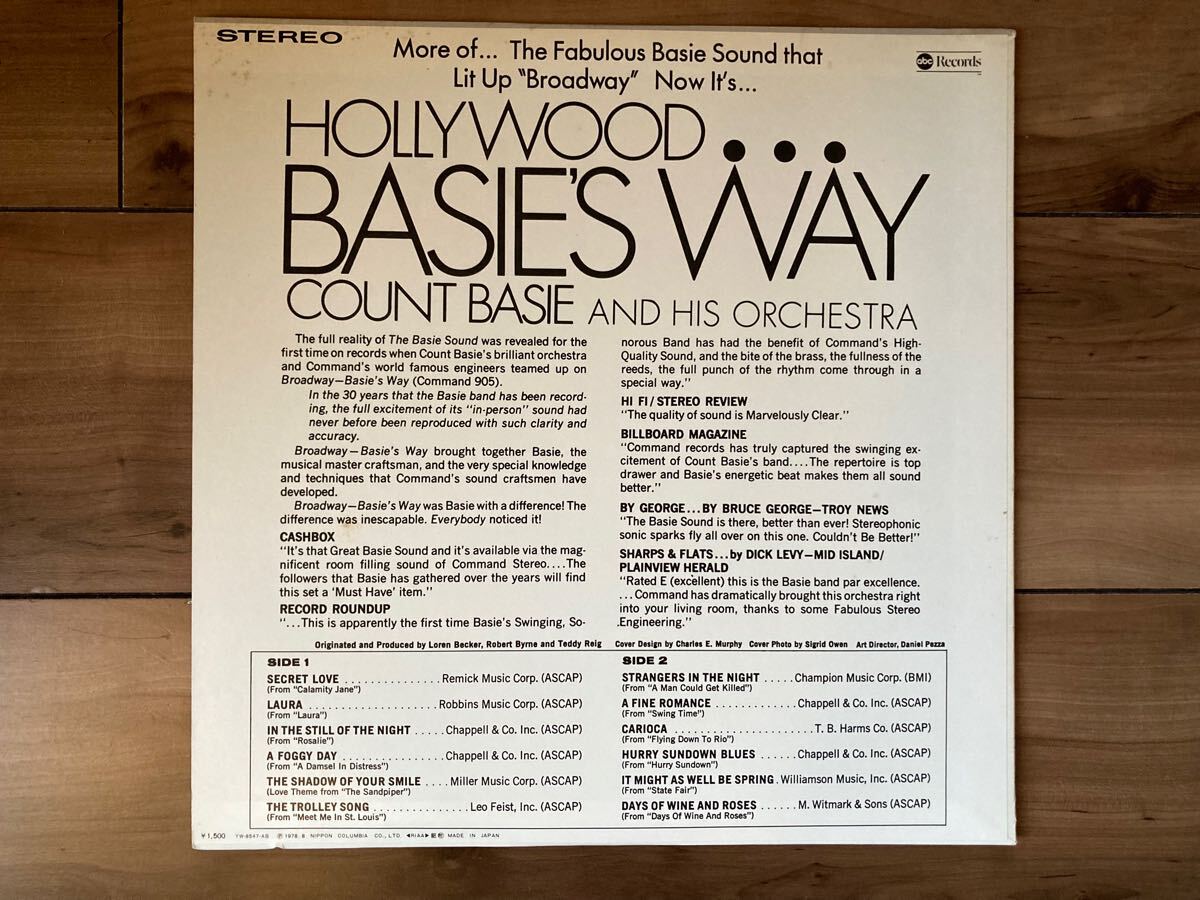 STEREO
More of... The Fabulous Basie Sound that
Lit Up "Broadway" Now It's...
abc Records
HOLLYWOOD...
BASIE'S WAY
COUNT BASIE AND HIS ORCHESTRA
The full reality of The Basie Sound was revealed for the
first time on records when Count Basie's brilliant orchestra
and Command's world famous engineers teamed up on
Broadway—Basie's Way (Command 905).
In the 30 years that the Basie band has been record-
ing, the full excitement of its "in-person" sound had
never before been reproduced with such clarity and
accuracy.
Broadway—Basie's Way brought together Basie, the
musical master craftsman, and the very special knowledge
and techniques that Command's sound craftsmen have
developed.
Broadway—Basie's Way was Basie with a difference! The
difference was inescapable. Everybody noticed it!
CASHBOX
"It's that Great Basie Sound and it's available via the mag-
nificent room filling sound of Command Stereo....The
followers that Basie has gathered over the years will find
this set a 'Must Have' item."
RECORD ROUNDUP
"...This is apparently the first time Basie's Swinging, So-
norous Band has had the benefit of Command's High-
Quality Sound, and the bite of the brass, the fullness of the
reeds, the full punch of the rhythm come through in a
special way."
HI FI/STEREO REVIEW
"The quality of sound is Marvelously Clear."
BILLBOARD MAGAZINE
"Command records has truly captured the swinging ex-
citement of Count Basie's band....The repertoire is top
drawer and Basie's energetic beat makes them all sound
better."
BY GEORGE...BY BRUCE GEORGE—TROY NEWS
"The Basie Sound is there, better than ever! Stereophonic
sonic sparks fly all over on this one. Couldn't Be Better!"
SHARPS & FLATS...by DICK LEVY—MID ISLAND/
PLAINVIEW HERALD
"Rated E (excellent) this is the Basie band par excellence.
...Command has dramatically brought this orchestra right
into your living room, thanks to some Fabulous Stereo
Engineering."
Originated and Produced by Loren Becker, Robert Byrne and Teddy Reig Cover Design by Charles E. Murphy Cover Photo by Sigrid Owen Art Director, Daniel Pezza
SIDE 1
SECRET LOVE ............... Remick Music Corp. (ASCAP)
(From "Calamity Jane")
LAURA .................... Robbins Music Corp. (ASCAP)
(From "Laura")
IN THE STILL OF THE NIGHT ..... Chappell & Co. Inc. (ASCAP)
(From "Rosalie")
A FOGGY DAY ................ Chappell & Co. Inc. (ASCAP)
(From "A Damsel In Distress")
THE SHADOW OF YOUR SMILE .... Miller Music Corp. (ASCAP)
(Love Theme from "The Sandpiper")
THE TROLLEY SONG ............... Leo Feist, Inc. (ASCAP)
(From "Meet Me In St. Louis")
SIDE 2
STRANGERS IN THE NIGHT ..... Champion Music Corp. (BMI)
(From "A Man Could Get Killed")
A FINE ROMANCE ............. Chappell & Co. Inc. (ASCAP)
(From "Swing Time")
CARIOCA ...................... T. B. Harms Co. (ASCAP)
(From "Flying Down To Rio")
HURRY SUNDOWN BLUES ...... Chappell & Co. Inc. (ASCAP)
(From "Hurry Sundown")
IT MIGHT AS WELL BE SPRING . Williamson Music, Inc. (ASCAP)
(From "State Fair")
DAYS OF WINE AND ROSES ...... M. Witmark & Sons (ASCAP)
(From "Days Of Wine And Roses")
¥1,500 YW-8547-AB Ⓟ 1978. 8. NIPPON COLUMBIA CO., LTD. ◀RIAA▶ MADE IN JAPAN